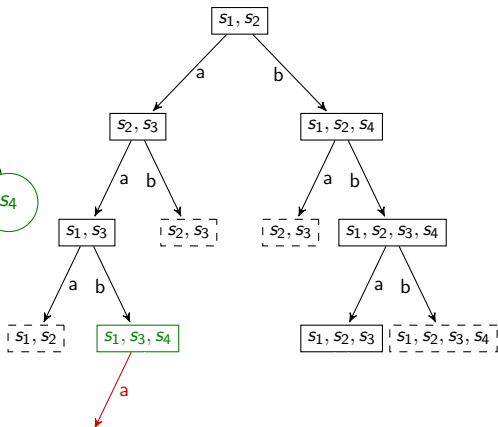 s₁, s₂
a b
s₂, s₃ s₁, s₂, s₄
a b a b
s₄
s₁, s₃ s₂, s₃ s₂, s₃ s₁, s₂, s₃, s₄
a b a b
s₁, s₂ s₁, s₃, s₄ s₁, s₂, s₃ s₁, s₂, s₃, s₄
a